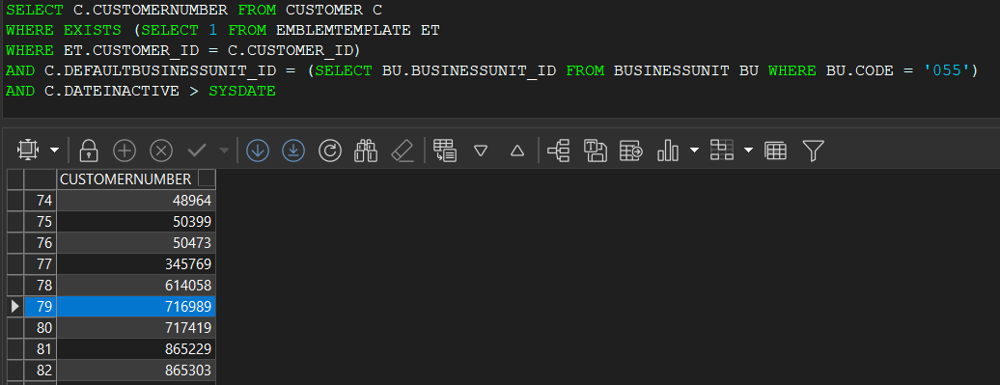 SELECT C.CUSTOMERNUMBER FROM CUSTOMER C
WHERE EXISTS (SELECT 1 FROM EMBLEMTEMPLATE ET
WHERE ET.CUSTOMER_ID = C.CUSTOMER_ID)
AND C.DEFAULTBUSINESSUNIT_ID = (SELECT BU.BUSINESSUNIT_ID FROM BUSINESSUNIT BU WHERE BU.CODE = '055')
AND C.DATEINACTIVE > SYSDATE
CUSTOMERNUMBER
74 48964
75 50399
76 50473
77 345769
78 614058
79 716989
80 717419
81 865229
82 865303